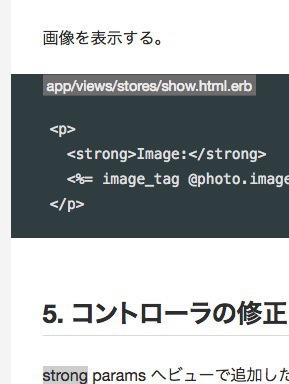 画像を表示する。
app/views/stores/show.html.erb
<p>
<strong>Image:</strong>
<%= image_tag @photo.image
</p>
5. コントローラの修正
strong params へビューで追加した